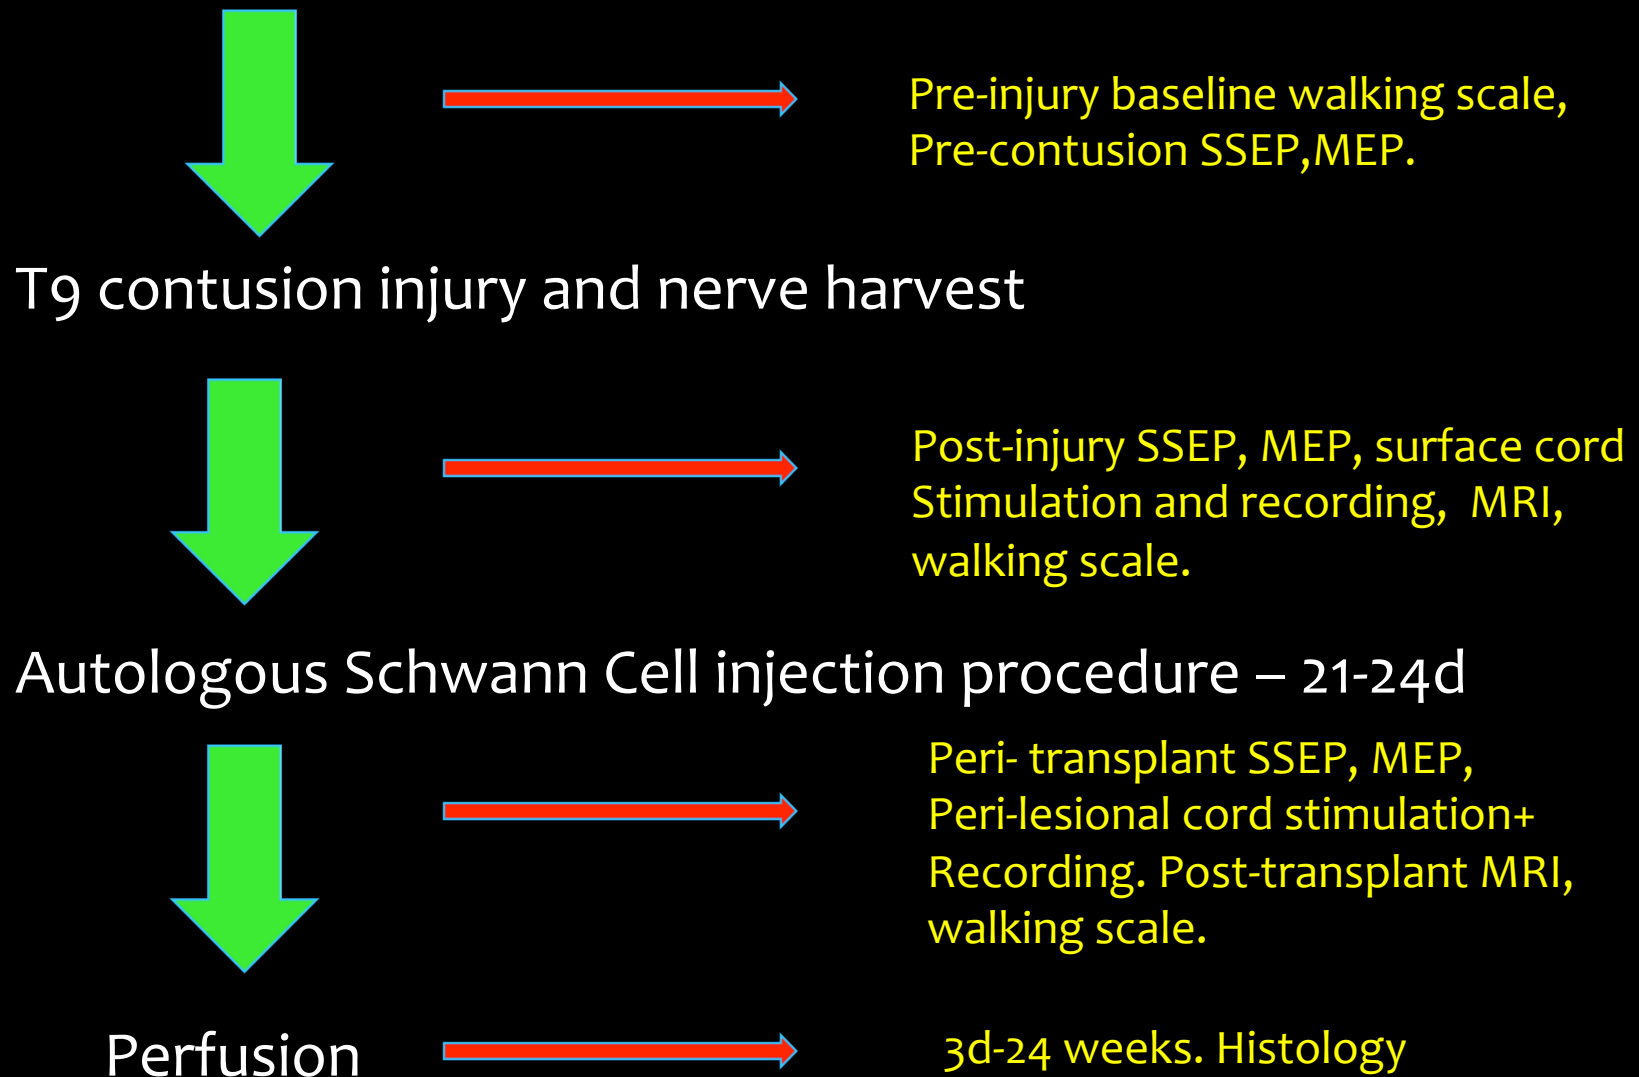 Pre-injury baseline walking scale,
Pre-contusion SSEP,MEP.
T9 contusion injury and nerve harvest
Post-injury SSEP, MEP, surface cord
Stimulation and recording, MRI,
walking scale.
Autologous Schwann Cell injection procedure – 21-24d
Peri- transplant SSEP, MEP,
Peri-lesional cord stimulation+
Recording. Post-transplant MRI,
walking scale.
Perfusion
3d-24 weeks. Histology